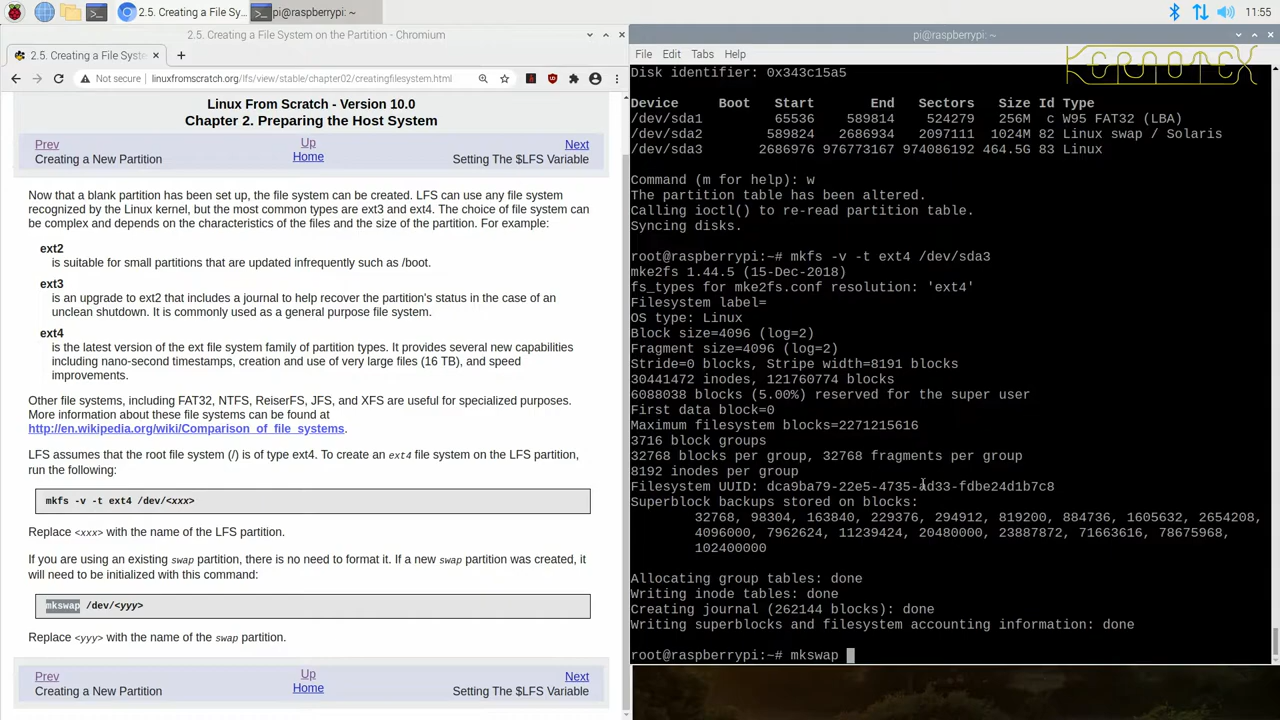 2.5. Creating a File Sy...
pi@raspberrypi: ~
11:55
2.5. Creating a File System on the Partition - Chromium
2.5. Creating a File Syste
Not secure | linuxfromscratch.org/lfs/view/stable/chapter02/creatingfilesystem.html
Linux From Scratch - Version 10.0
Chapter 2. Preparing the Host System
Prev
Up
Next
Creating a New Partition
Home
Setting The $LFS Variable
Now that a blank partition has been set up, the file system can be created. LFS can use any file system
recognized by the Linux kernel, but the most common types are ext3 and ext4. The choice of file system can
be complex and depends on the characteristics of the files and the size of the partition. For example:
ext2
is suitable for small partitions that are updated infrequently such as /boot.
ext3
is an upgrade to ext2 that includes a journal to help recover the partition's status in the case of an
unclean shutdown. It is commonly used as a general purpose file system.
ext4
is the latest version of the ext file system family of partition types. It provides several new capabilities
including nano-second timestamps, creation and use of very large files (16 TB), and speed
improvements.
Other file systems, including FAT32, NTFS, ReiserFS, JFS, and XFS are useful for specialized purposes.
More information about these file systems can be found at
http://en.wikipedia.org/wiki/Comparison_of_file_systems.
LFS assumes that the root file system (/) is of type ext4. To create an ext4 file system on the LFS partition,
run the following:
mkfs -v -t ext4 /dev/<xxx>
Replace <xxx> with the name of the LFS partition.
If you are using an existing swap partition, there is no need to format it. If a new swap partition was created, it
will need to be initialized with this command:
mkswap /dev/<yyy>
Replace <yyy> with the name of the swap partition.
Prev
Up
Next
Creating a New Partition
Home
Setting The $LFS Variable
pi@raspberrypi: ~
File Edit Tabs Help
KERNOTEX
Disk identifier: 0x343c15a5
Device Boot Start End Sectors Size Id Type
/dev/sda1 65536 589814 524279 256M c W95 FAT32 (LBA)
/dev/sda2 589824 2686934 2097111 1024M 82 Linux swap / Solaris
/dev/sda3 2686976 976773167 974086192 464.5G 83 Linux
Command (m for help): w
The partition table has been altered.
Calling ioctl() to re-read partition table.
Syncing disks.
root@raspberrypi:~# mkfs -v -t ext4 /dev/sda3
mke2fs 1.44.5 (15-Dec-2018)
fs_types for mke2fs.conf resolution: 'ext4'
Filesystem label=
OS type: Linux
Block size=4096 (log=2)
Fragment size=4096 (log=2)
Stride=0 blocks, Stripe width=8191 blocks
30441472 inodes, 121760774 blocks
6088038 blocks (5.00%) reserved for the super user
First data block=0
Maximum filesystem blocks=2271215616
3716 block groups
32768 blocks per group, 32768 fragments per group
8192 inodes per group
Filesystem UUID: dca9ba79-22e5-4735-ad33-fdbe24d1b7c8
Superblock backups stored on blocks:
32768, 98304, 163840, 229376, 294912, 819200, 884736, 1605632, 2654208,
4096000, 7962624, 11239424, 20480000, 23887872, 71663616, 78675968,
102400000
Allocating group tables: done
Writing inode tables: done
Creating journal (262144 blocks): done
Writing superblocks and filesystem accounting information: done
root@raspberrypi:~# mkswap